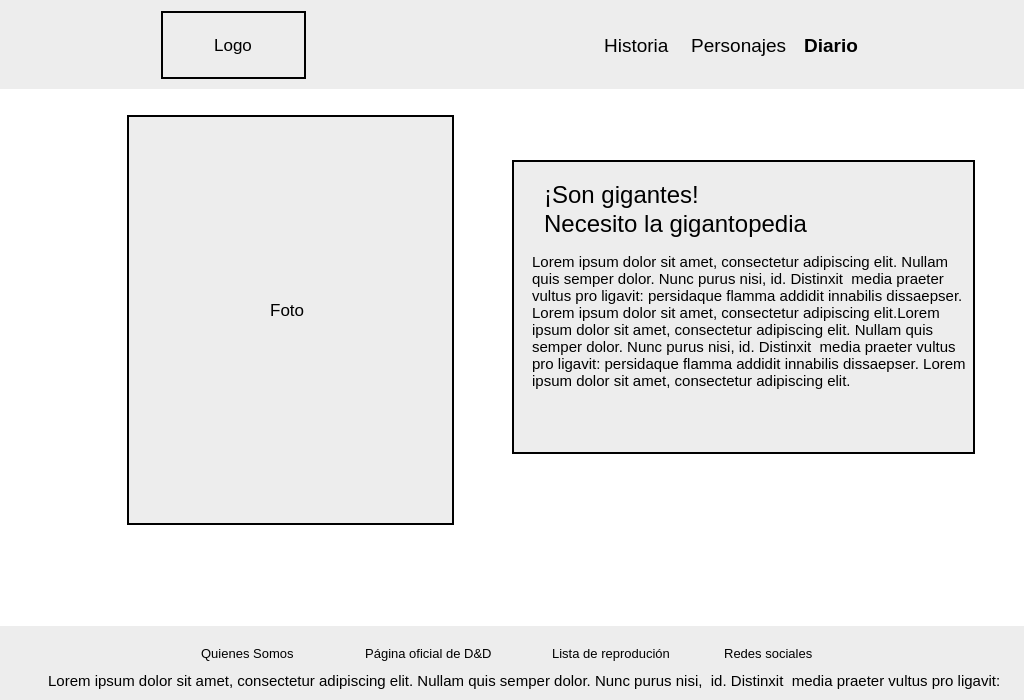 Logo
Historia Personajes Diario
Foto
¡Son gigantes!
Necesito la gigantopedia
Lorem ipsum dolor sit amet, consectetur adipiscing elit. Nullam
quis semper dolor. Nunc purus nisi, id. Distinxit  media praeter
vultus pro ligavit: persidaque flamma addidit innabilis dissaepser.
Lorem ipsum dolor sit amet, consectetur adipiscing elit.Lorem
ipsum dolor sit amet, consectetur adipiscing elit. Nullam quis
semper dolor. Nunc purus nisi, id. Distinxit  media praeter vultus
pro ligavit: persidaque flamma addidit innabilis dissaepser. Lorem
ipsum dolor sit amet, consectetur adipiscing elit.
Quienes Somos Página oficial de D&D Lista de reprodución Redes sociales
Lorem ipsum dolor sit amet, consectetur adipiscing elit. Nullam quis semper dolor. Nunc purus nisi,  id. Distinxit  media praeter vultus pro ligavit: